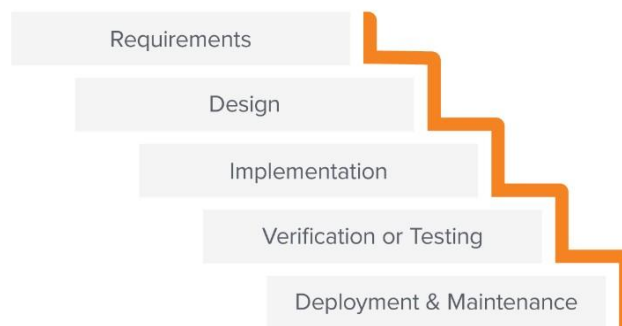 Requirements
Design
Implementation
Verification or Testing
Deployment & Maintenance